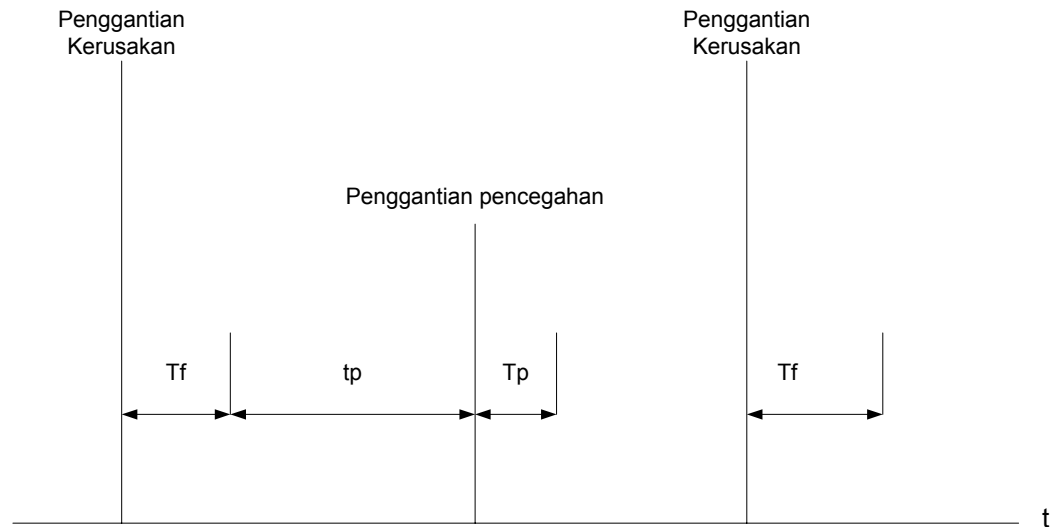 Penggantian
Kerusakan
Penggantian
Kerusakan
Penggantian pencegahan
Tf
tp
Tp
Tf
t